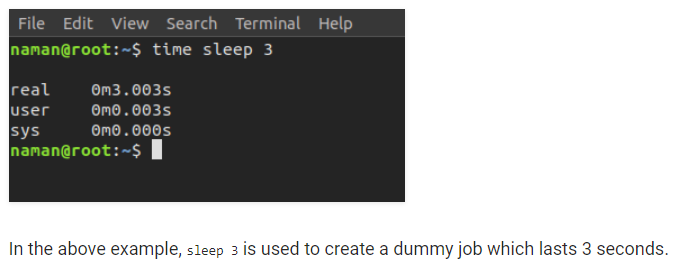 File Edit View Search Terminal Help
naman@root:~$ time sleep 3
real 0m3.003s
user 0m0.003s
sys 0m0.000s
naman@root:~$
In the above example, sleep 3 is used to create a dummy job which lasts 3 seconds.